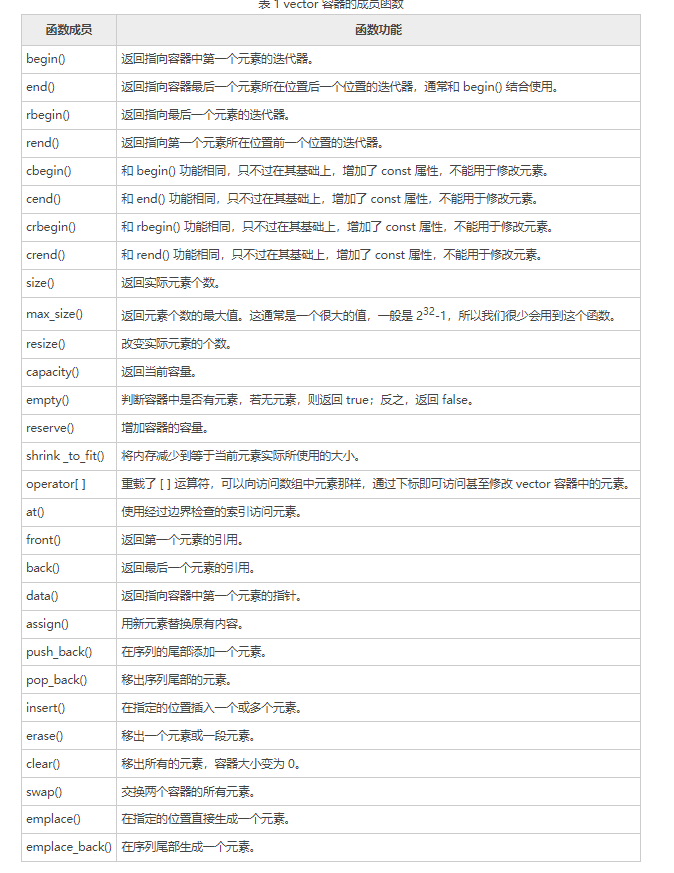 表 1 vector 容器的成员函数
函数成员 函数功能
begin() 返回指向容器中第一个元素的迭代器。
end() 返回指向容器最后一个元素所在位置后一个位置的迭代器，通常和 begin() 结合使用。
rbegin() 返回指向最后一个元素的迭代器。
rend() 返回指向第一个元素所在位置前一个位置的迭代器。
cbegin() 和 begin() 功能相同，只不过在其基础上，增加了 const 属性，不能用于修改元素。
cend() 和 end() 功能相同，只不过在其基础上，增加了 const 属性，不能用于修改元素。
crbegin() 和 rbegin() 功能相同，只不过在其基础上，增加了 const 属性，不能用于修改元素。
crend() 和 rend() 功能相同，只不过在其基础上，增加了 const 属性，不能用于修改元素。
size() 返回实际元素个数。
max_size() 返回元素个数的最大值。这通常是一个很大的值，一般是 2³²-1，所以我们很少会用到这个函数。
resize() 改变实际元素的个数。
capacity() 返回当前容量。
empty() 判断容器中是否有元素，若无元素，则返回 true；反之，返回 false。
reserve() 增加容器的容量。
shrink _to_fit() 将内存减少到等于当前元素实际所使用的大小。
operator[ ] 重载了 [ ] 运算符，可以向访问数组中元素那样，通过下标即可访问甚至修改 vector 容器中的元素。
at() 使用经过边界检查的索引访问元素。
front() 返回第一个元素的引用。
back() 返回最后一个元素的引用。
data() 返回指向容器中第一个元素的指针。
assign() 用新元素替换原有内容。
push_back() 在序列的尾部添加一个元素。
pop_back() 移出序列尾部的元素。
insert() 在指定的位置插入一个或多个元素。
erase() 移出一个元素或一段元素。
clear() 移出所有的元素，容器大小变为 0。
swap() 交换两个容器的所有元素。
emplace() 在指定的位置直接生成一个元素。
emplace_back() 在序列尾部生成一个元素。